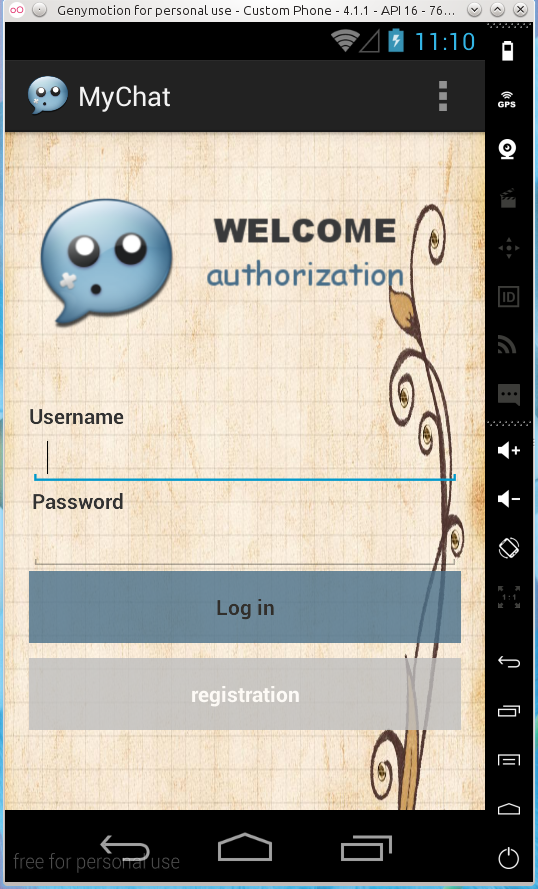 Genymotion for personal use - Custom Phone - 4.1.1 - API 16 - 76...
11:10
MyChat
GPS
WELCOME
authorization
ID
Username
Password
1:1
Log in
registration
free for personal use